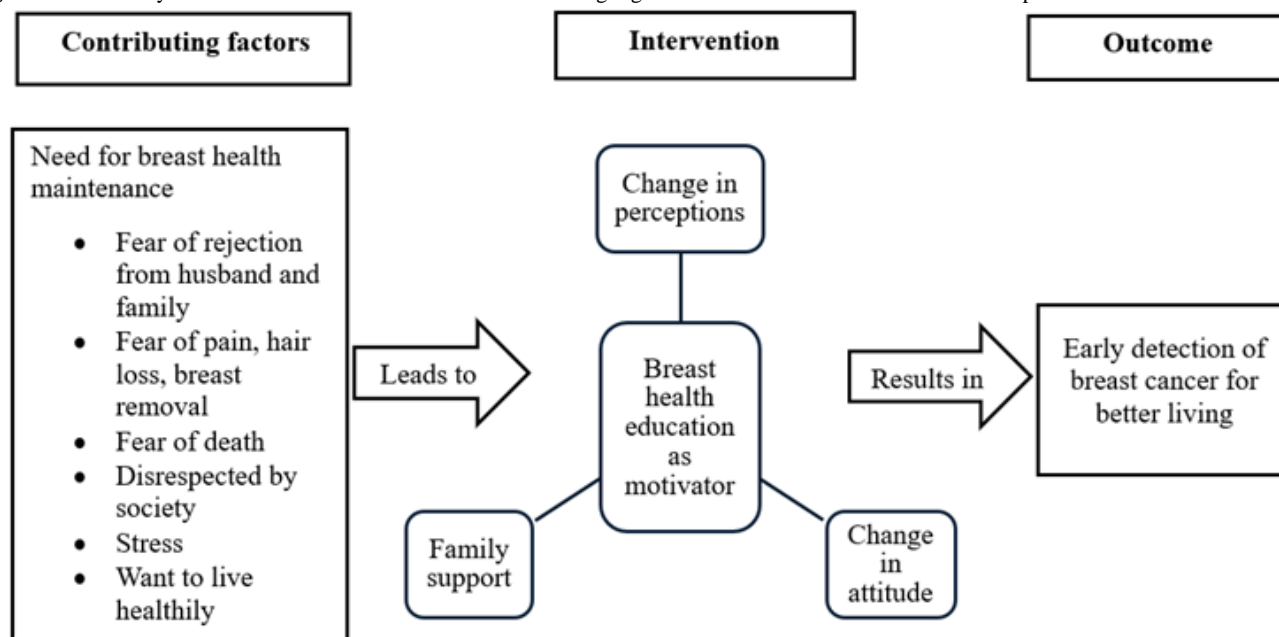 Contributing factors
Intervention
Outcome
Need for breast health
maintenance
● Fear of rejection
from husband and
family
● Fear of pain, hair
loss, breast
removal
● Fear of death
● Disrespected by
society
● Stress
● Want to live
healthily
Leads to
Change in
perceptions
Breast
health
education
as
motivator
Family
support
Change
in
attitude
Results in
Early detection of
breast cancer for
better living